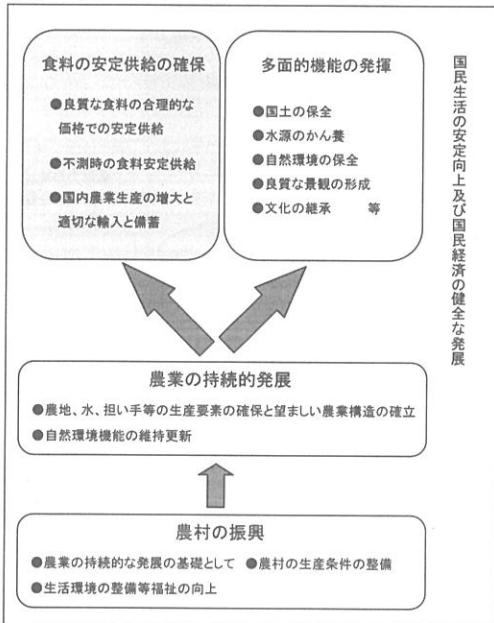 食料の安定供給の確保
●良質な食料の合理的な
価格での安定供給
●不測時の食料安定供給
●国内農業生産の増大と
適切な輸入と備蓄
多面的機能の発揮
●国土の保全
●水源のかん養
●自然環境の保全
●良質な景観の形成
●文化の継承　　等
国民生活の安定向上及び国民経済の健全な発展
農業の持続的発展
●農地、水、担い手等の生産要素の確保と望ましい農業構造の確立
●自然環境機能の維持更新
農村の振興
●農業の持続的な発展の基礎として　●農村の生産条件の整備
●生活環境の整備等福祉の向上